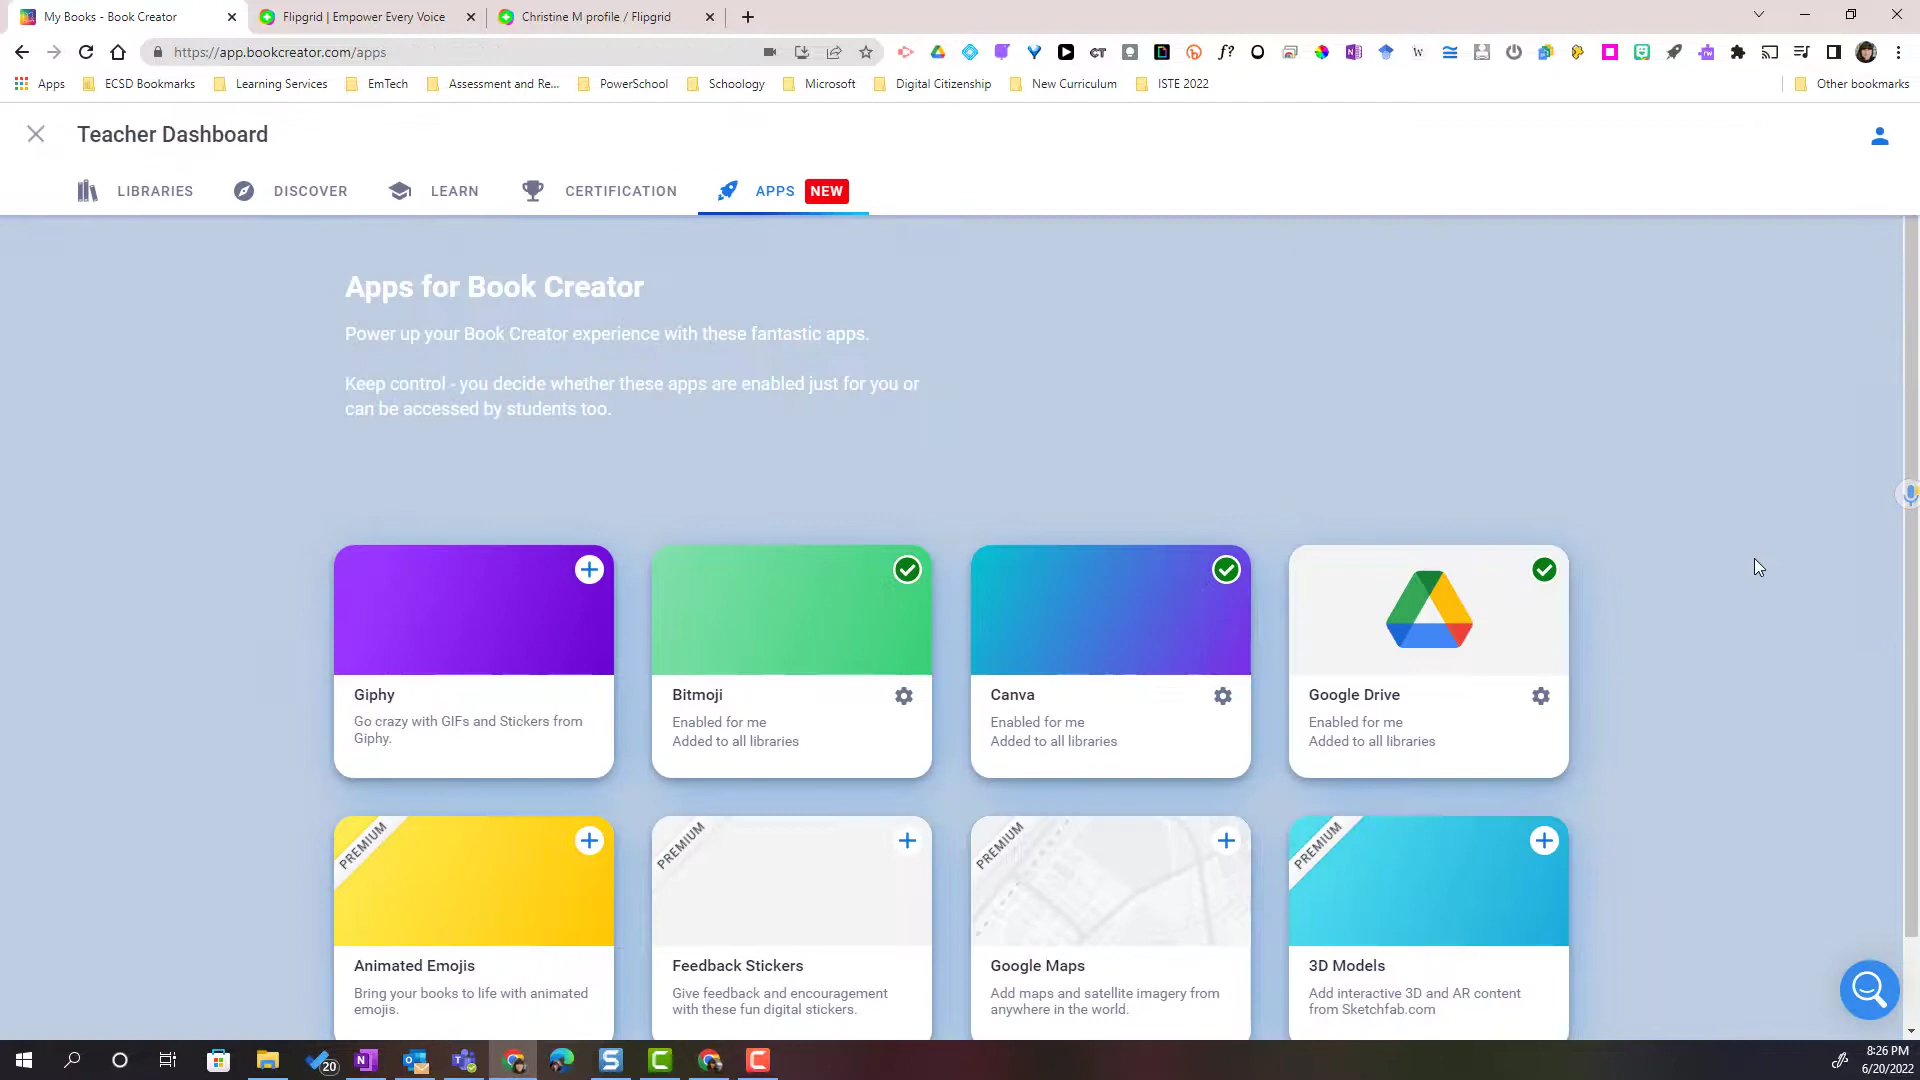 My Books - Book Creator
Flipgrid | Empower Every Voice
Christine M profile / Flipgrid
https://app.bookcreator.com/apps
Apps
ECSD Bookmarks
Learning Services
EmTech
Assessment and Re...
PowerSchool
Schoology
Microsoft
Digital Citizenship
New Curriculum
ISTE 2022
Other bookmarks
Teacher Dashboard
LIBRARIES
DISCOVER
LEARN
CERTIFICATION
APPS NEW
Apps for Book Creator
Power up your Book Creator experience with these fantastic apps.
Keep control - you decide whether these apps are enabled just for you or
can be accessed by students too.
Giphy
Go crazy with GIFs and Stickers from
Giphy.
Bitmoji
Enabled for me
Added to all libraries
Canva
Enabled for me
Added to all libraries
Google Drive
Enabled for me
Added to all libraries
PREMIUM
Animated Emojis
Bring your books to life with animated
emojis.
PREMIUM
Feedback Stickers
Give feedback and encouragement
with these fun digital stickers.
PREMIUM
Google Maps
Add maps and satellite imagery from
anywhere in the world.
PREMIUM
3D Models
Add interactive 3D and AR content
from Sketchfab.com
20
8:26 PM
6/20/2022